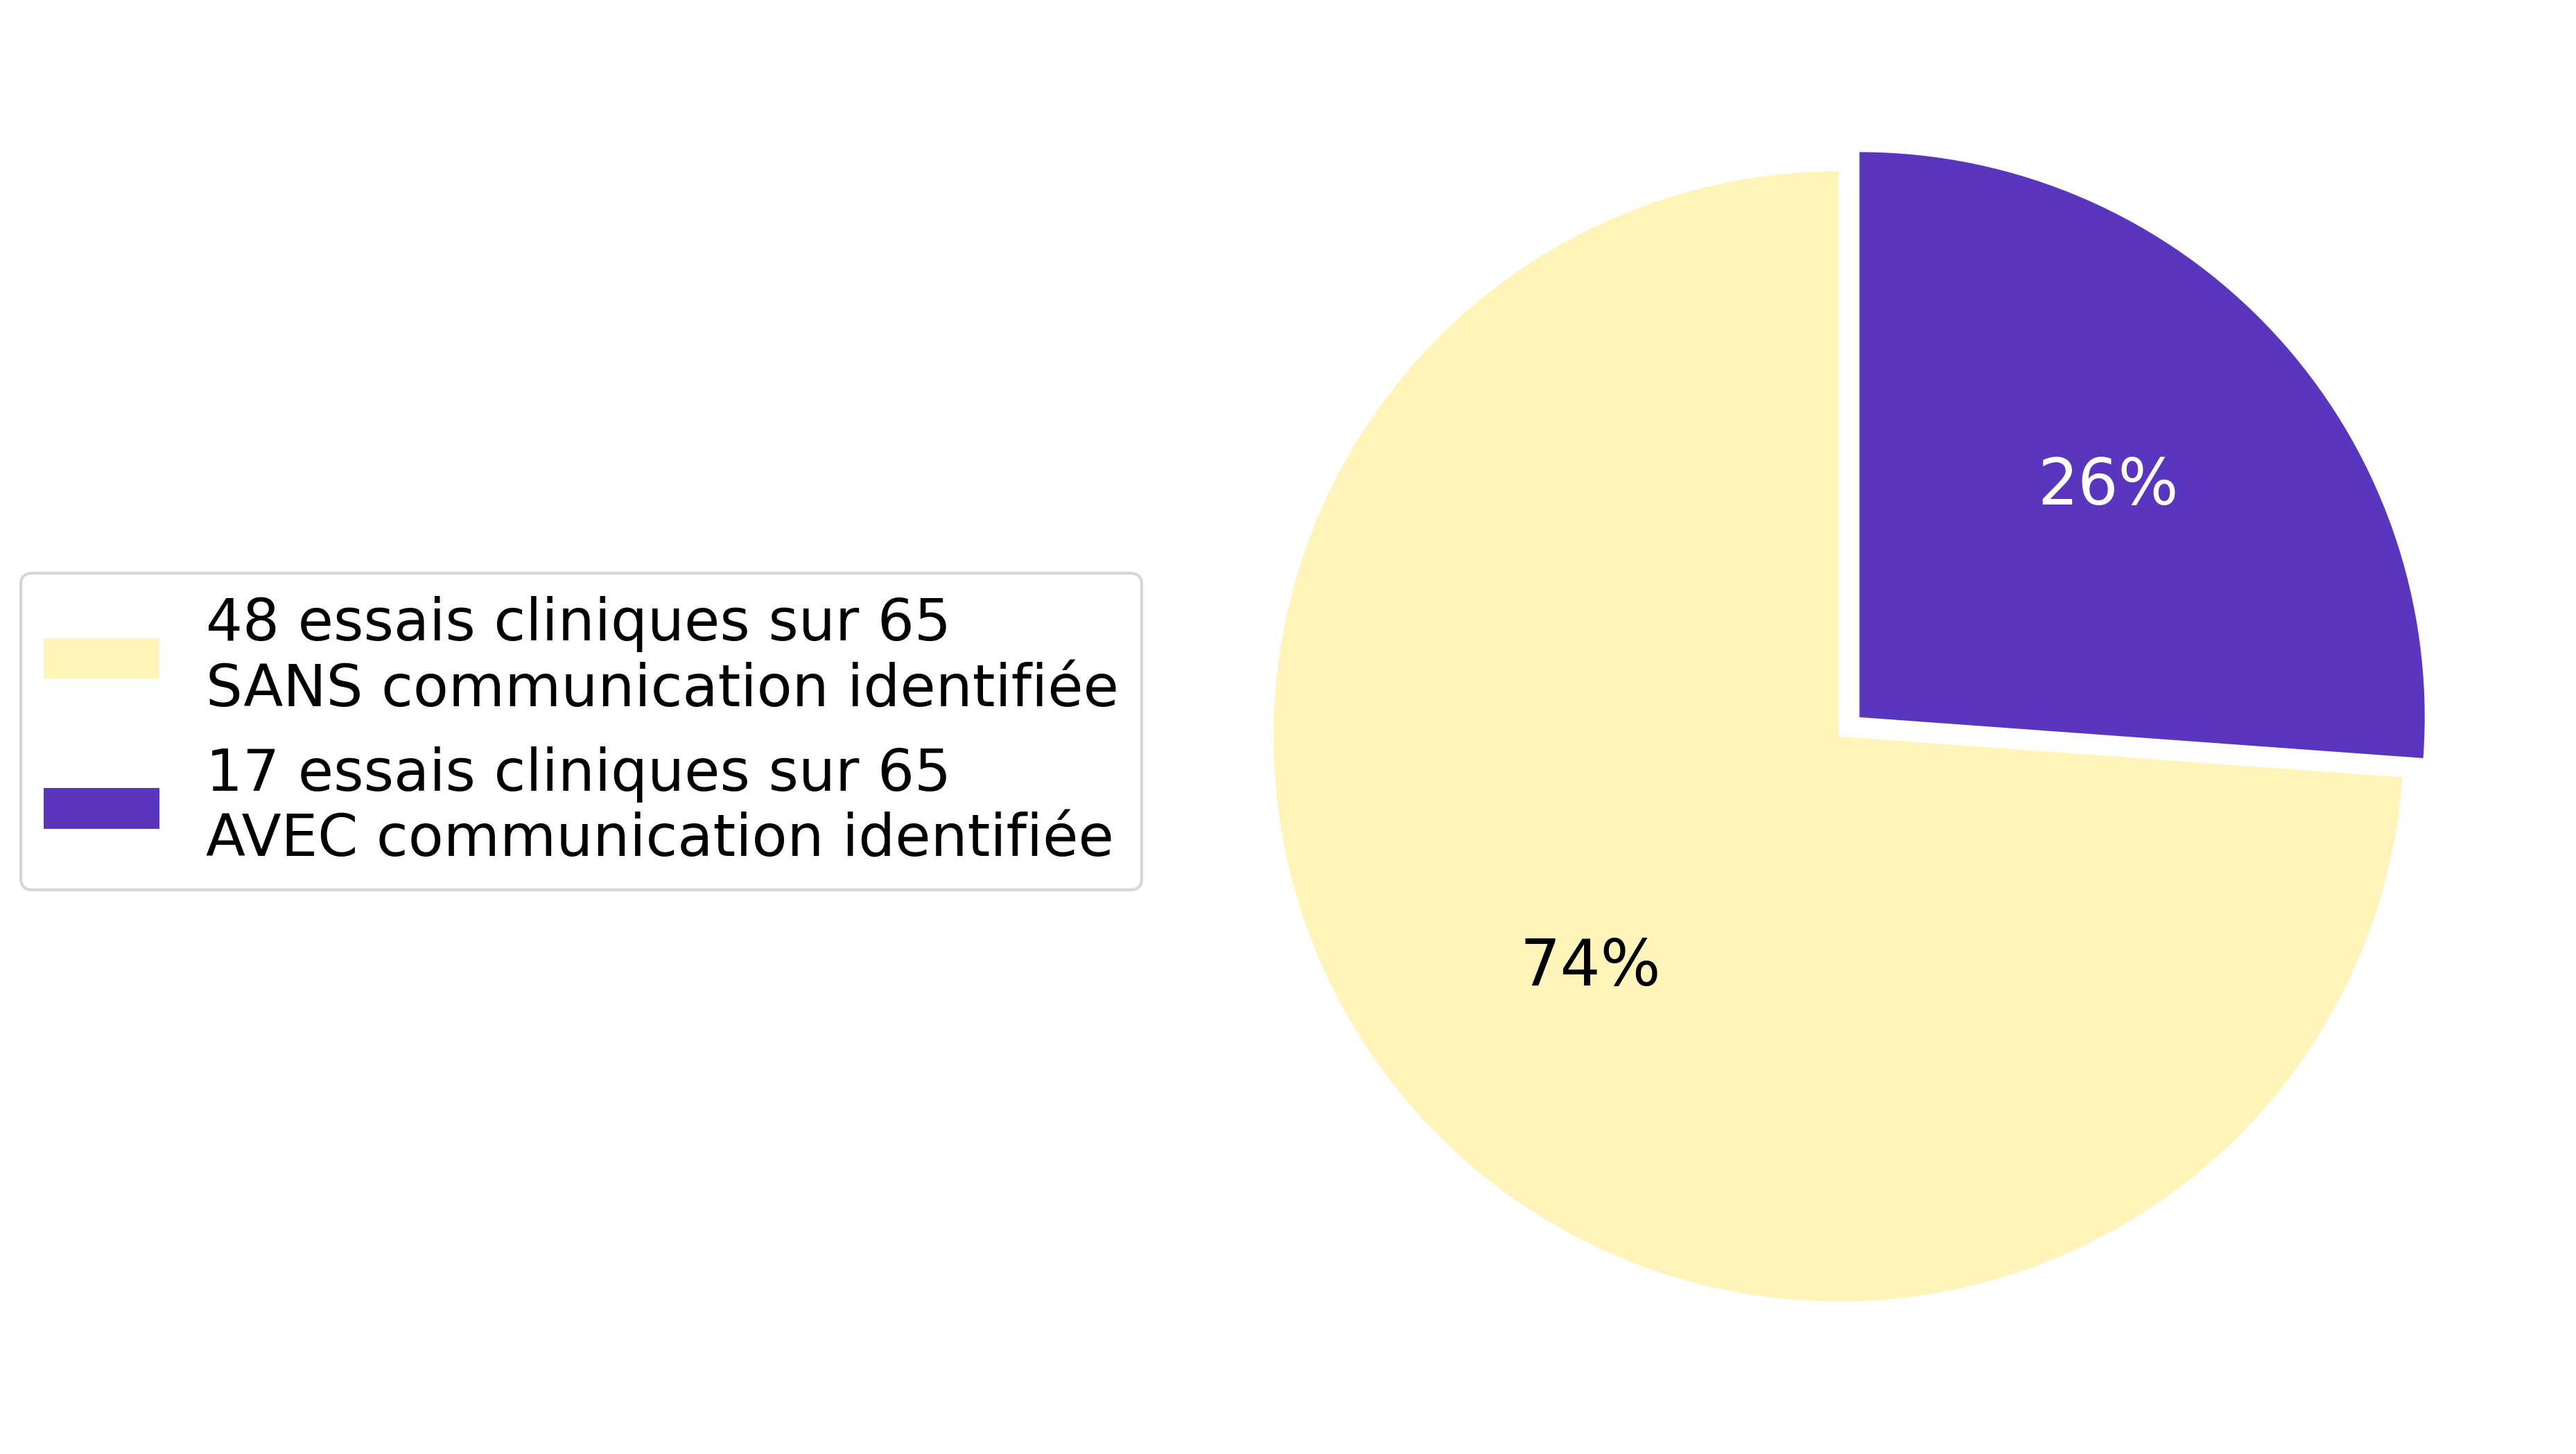 48 essais cliniques sur 65
SANS communication identifiée
17 essais cliniques sur 65
AVEC communication identifiée
26%
74%